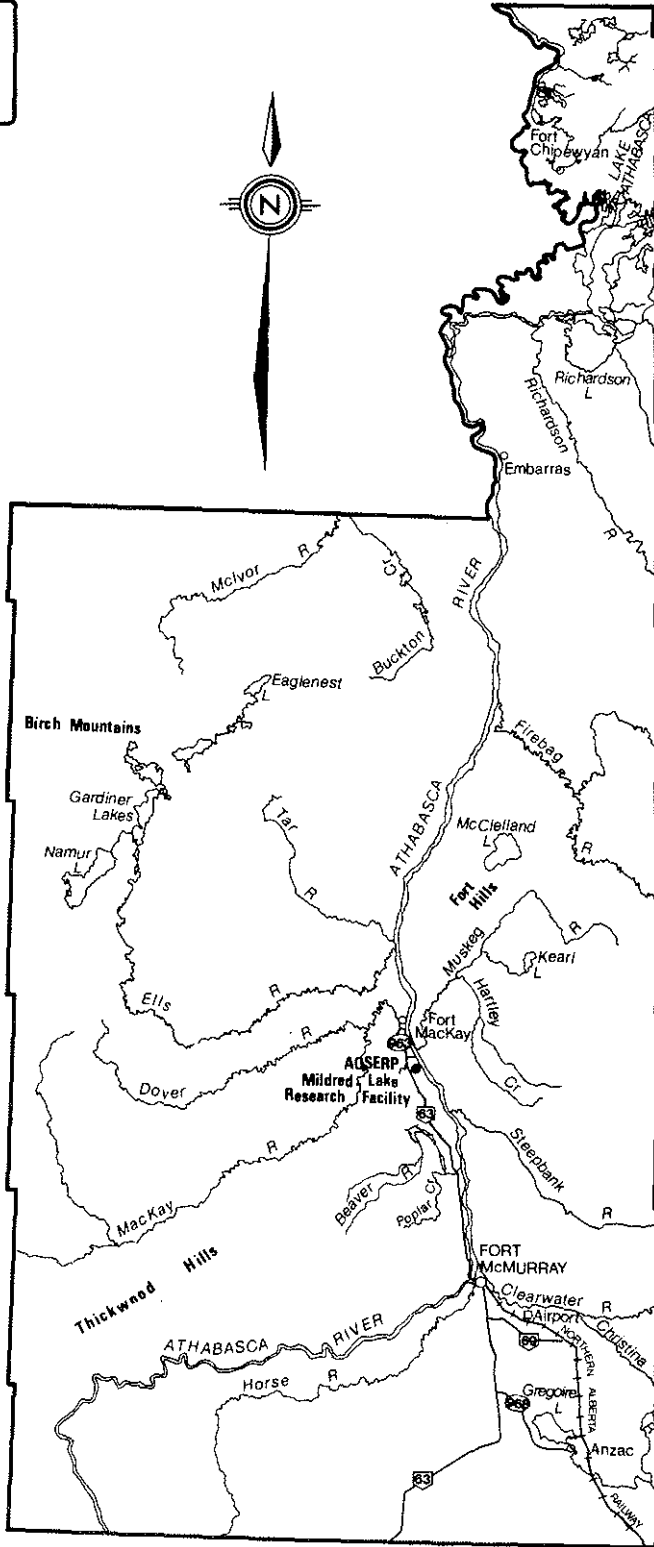 N
Fort
Chipewyan
LAKE
ATHABASCA
Richardson
L
Richardson
R
Embarras
RIVER
McIvor R
Cr
Buckton
Eaglenest
L
Birch Mountains
Firebag
R
Gardiner
Lakes
Namur
L
Tar
R
ATHABASCA
McClelland
L
Fort
Hills
Muskeg
R
Kearl
L
Hartley
Cr
Ells
R
Fort
MacKay
963
Dover
R
AOSERP
Mildred Lake
Research Facility
63
Steepbank
R
MacKay
R
Beaver R
Poplar Cr
Thickwood Hills
FORT
McMURRAY
Clearwater
R
Airport
Christina
69
NORTHERN ALBERTA RAILWAY
ATHABASCA RIVER
Horse R
Gregoire
L
Anzac
63